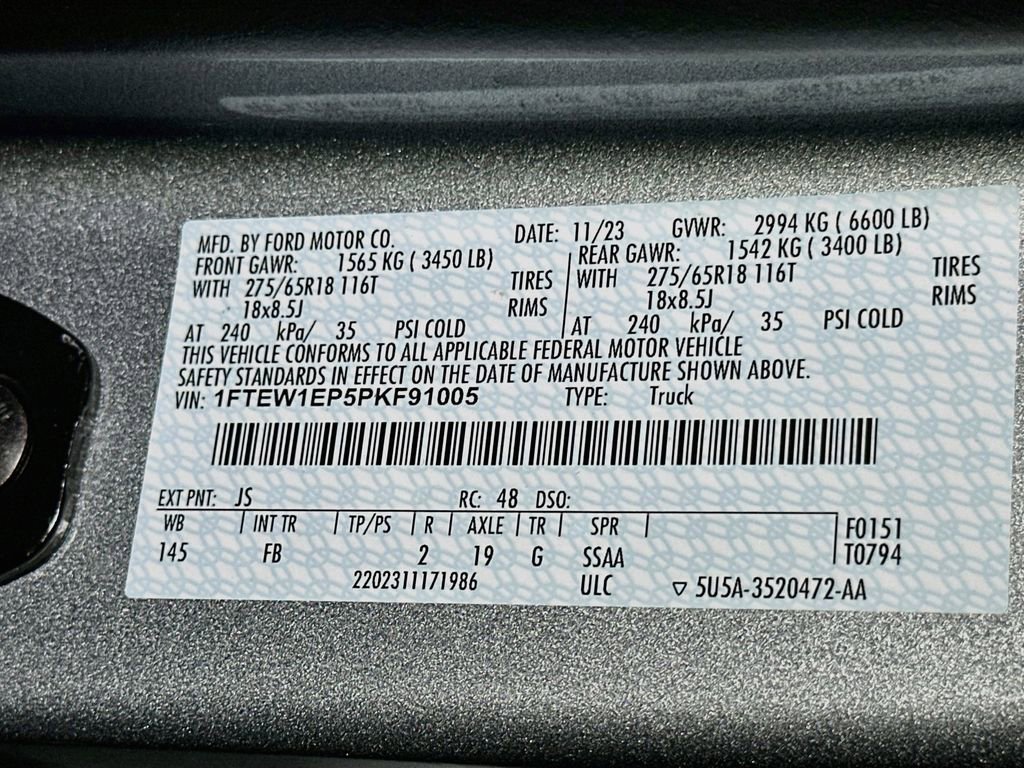 MFD. BY FORD MOTOR CO. DATE: 11/23 GVWR: 2994 KG ( 6600 LB)
FRONT GAWR: 1565 KG ( 3450 LB) REAR GAWR: 1542 KG ( 3400 LB)
WITH 275/65R18 116T TIRES WITH 275/65R18 116T TIRES
18x8.5J RIMS 18x8.5J RIMS
AT 240 kPa/ 35 PSI COLD AT 240 kPa/ 35 PSI COLD
THIS VEHICLE CONFORMS TO ALL APPLICABLE FEDERAL MOTOR VEHICLE
SAFETY STANDARDS IN EFFECT ON THE DATE OF MANUFACTURE SHOWN ABOVE.
VIN: 1FTEW1EP5PKF91005 TYPE: Truck
EXT PNT: JS RC: 48 DSO:
WB INT TR TP/PS R AXLE TR SPR F0151
145 FB 2 19 G SSAA T0794
2202311171986 ULC ▽ 5U5A-3520472-AA